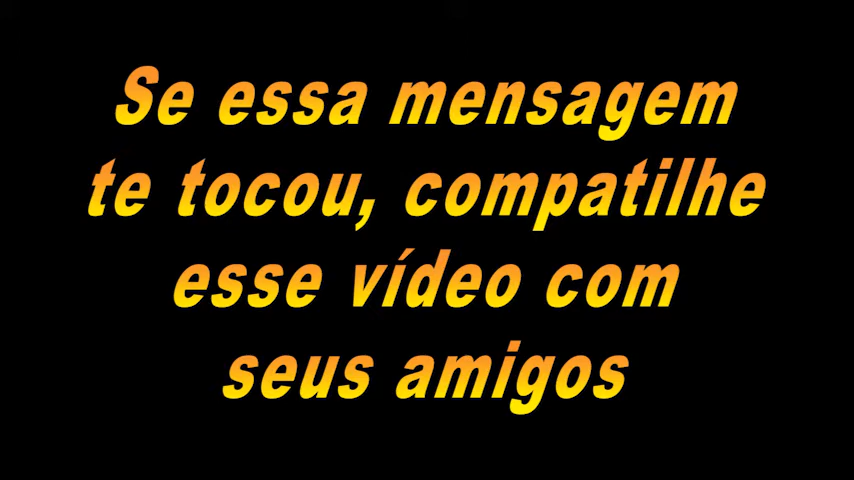 Se essa mensagem
te tocou, compatilhe
esse vídeo com
seus amigos